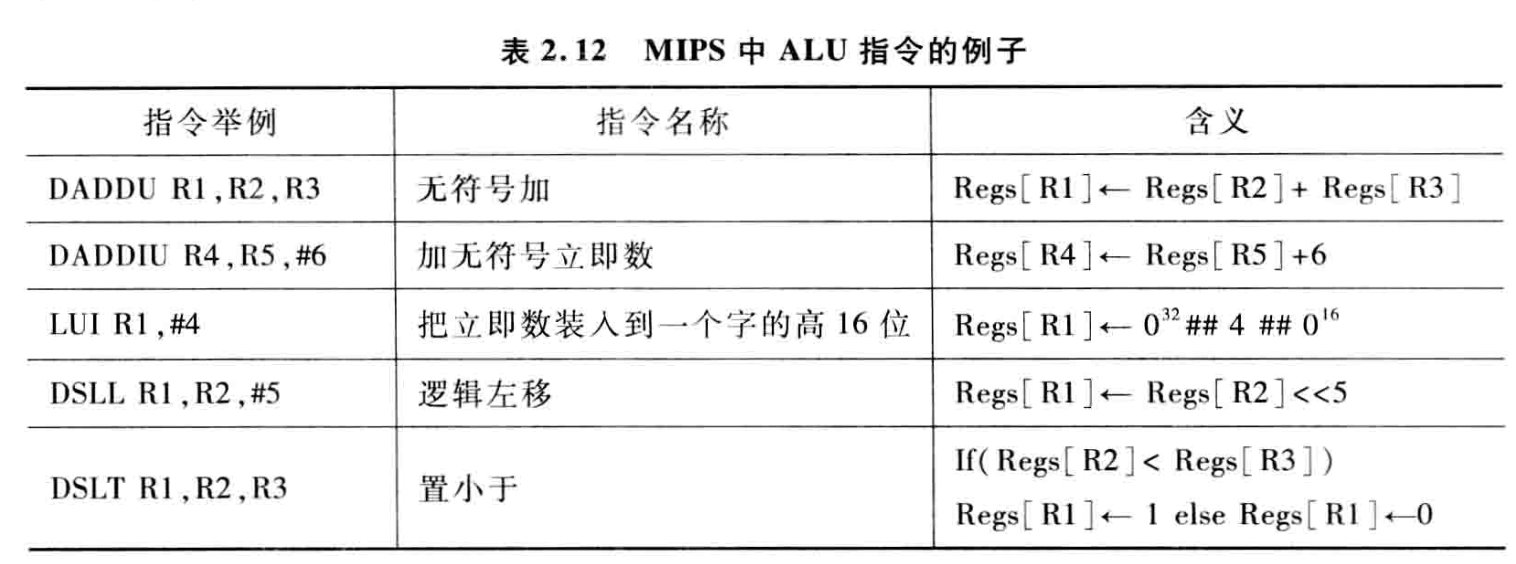 表 2.12 MIPS 中 ALU 指令的例子
指令举例 指令名称 含义
DADDU R1,R2,R3 无符号加 Regs[R1]← Regs[R2]+ Regs[R3]
DADDIU R4,R5,#6 加无符号立即数 Regs[R4]← Regs[R5]+6
LUI R1,#4 把立即数装入到一个字的高 16 位 Regs[R1]← 0³² ## 4 ## 0¹⁶
DSLL R1,R2,#5 逻辑左移 Regs[R1]← Regs[R2]<<5
DSLT R1,R2,R3 置小于 If(Regs[R2]< Regs[R3])
Regs[R1]← 1 else Regs[R1]←0